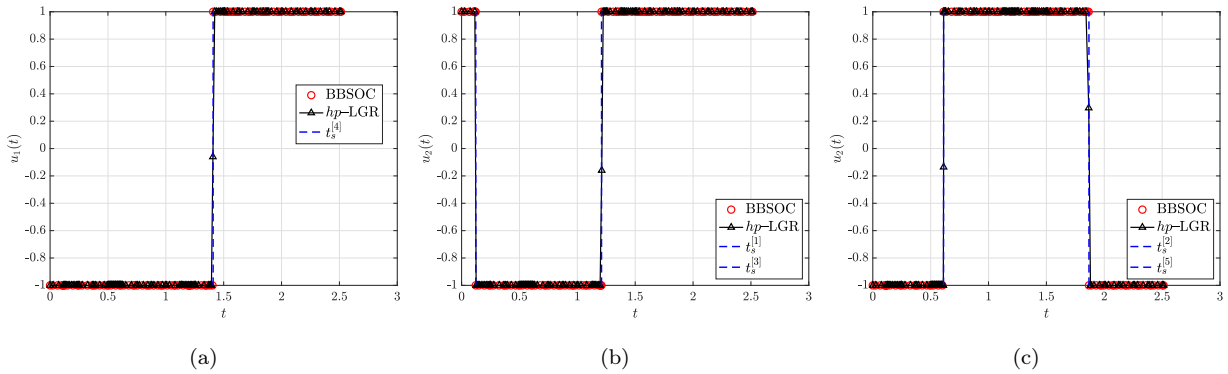 1
0.8
0.6
0.4
0.2
0
-0.2
-0.4
-0.6
-0.8
-1
u₁(t)
0 0.5 1 1.5 2 2.5 3
t
BBSOC
hp–LGR
tₛ^[4]
(a)
1
0.8
0.6
0.4
0.2
0
-0.2
-0.4
-0.6
-0.8
-1
u₂(t)
0 0.5 1 1.5 2 2.5 3
t
BBSOC
hp–LGR
tₛ^[1]
tₛ^[3]
(b)
1
0.8
0.6
0.4
0.2
0
-0.2
-0.4
-0.6
-0.8
-1
u₂(t)
0 0.5 1 1.5 2 2.5 3
t
BBSOC
hp–LGR
tₛ^[2]
tₛ^[5]
(c)